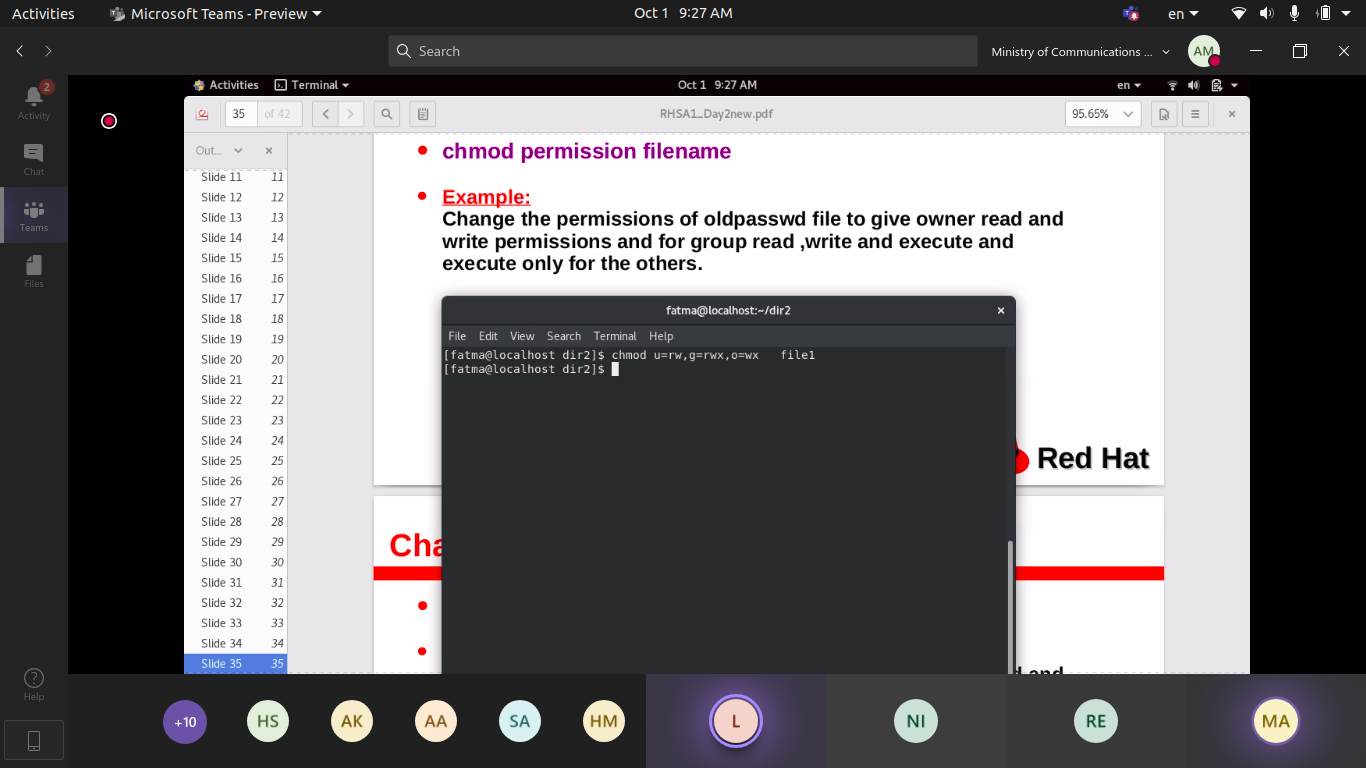 Activities Microsoft Teams - Preview Oct 1 9:27 AM en
Search Ministry of Communications ... AM
Activities Terminal Oct 1 9:27 AM en
35 of 42 RHSA1_Day2new.pdf 95.65%
2
Activity
Chat
Teams
Files
Help
Out...
Slide 11 11
Slide 12 12
Slide 13 13
Slide 14 14
Slide 15 15
Slide 16 16
Slide 17 17
Slide 18 18
Slide 19 19
Slide 20 20
Slide 21 21
Slide 22 22
Slide 23 23
Slide 24 24
Slide 25 25
Slide 26 26
Slide 27 27
Slide 28 28
Slide 29 29
Slide 30 30
Slide 31 31
Slide 32 32
Slide 33 33
Slide 34 34
Slide 35 35
chmod permission filename
Example:
Change the permissions of oldpasswd file to give owner read and
write permissions and for group read ,write and execute and
execute only for the others.
fatma@localhost:~/dir2
File Edit View Search Terminal Help
[fatma@localhost dir2]$ chmod u=rw,g=rwx,o=wx file1
[fatma@localhost dir2]$
Red Hat
Cha
+10 HS AK AA SA HM L NI RE MA